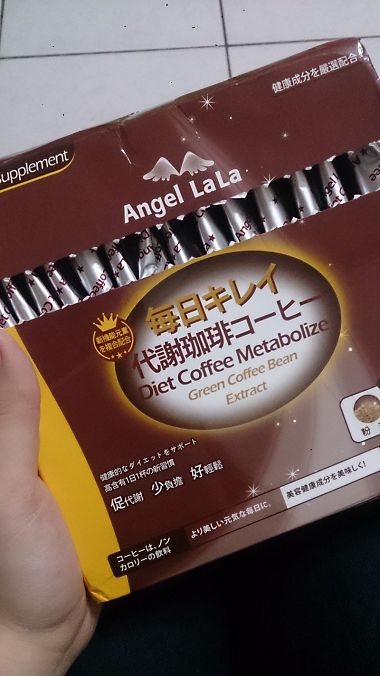 Supplement
健康成分を厳選配合
Angel LaLa
毎日キレイ
新機能元素
を複合配合
代謝珈琲コーヒー
Diet Coffee Metabolize
Green Coffee Bean
Extract
粉
健康的なダイエットをサポート
高含有1日1杯の新習慣
促代謝 少負擔 好輕鬆
コーヒーは、ノン
カロリーの飲料
より美しい元気な毎日に、
美容健康成分を美味しく!